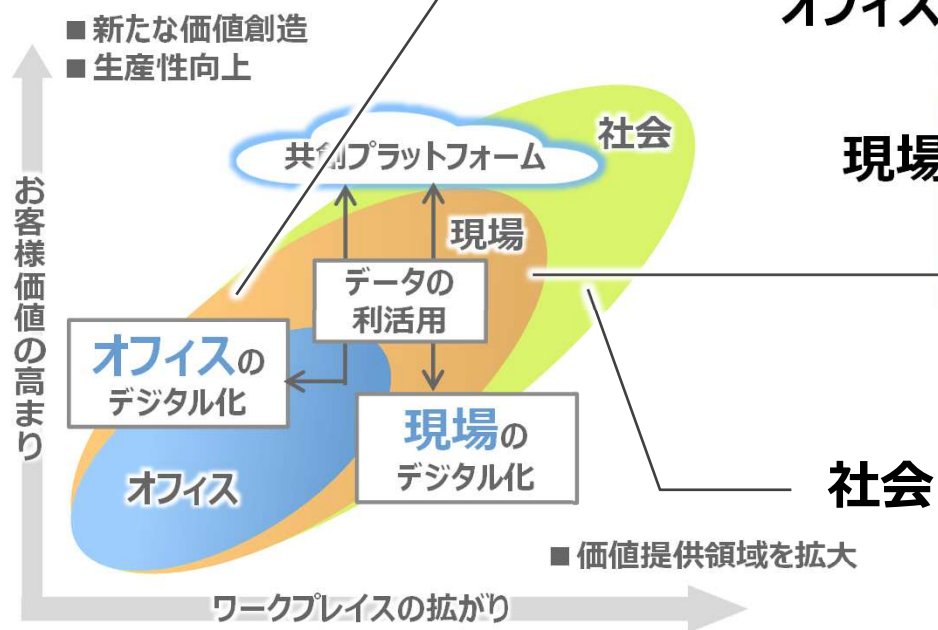 ■ 新たな価値創造
■ 生産性向上
オフィス
現場
社会
共創プラットフォーム
社会
現場
データの
利活用
オフィスの
デジタル化
現場の
デジタル化
オフィス
お客様価値の高まり
■ 価値提供領域を拡大
ワークプレイスの拡がり